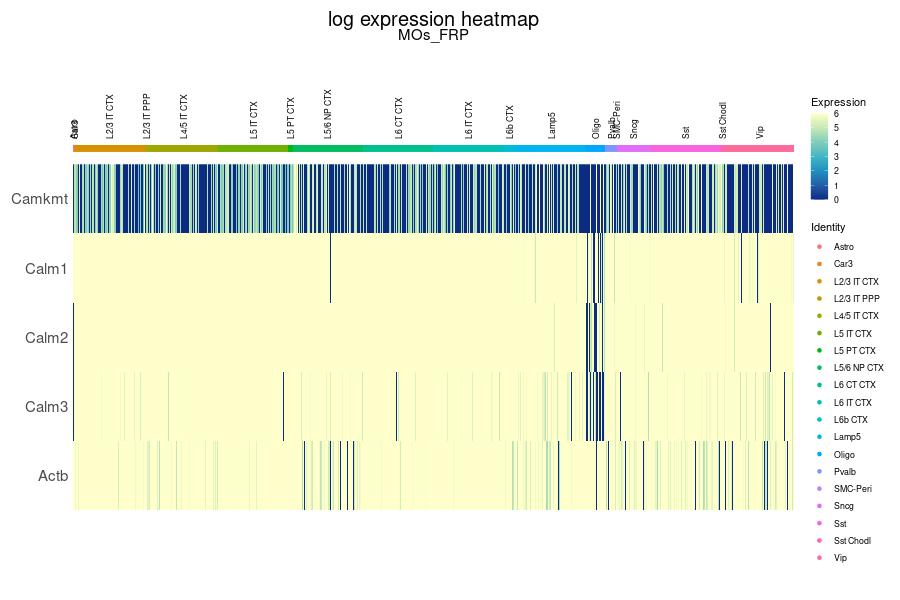 log expression heatmap
MOs_FRP
Astro
Car3
L2/3 IT CTX
L2/3 IT PPP
L4/5 IT CTX
L5 IT CTX
L5 PT CTX
L5/6 NP CTX
L6 CT CTX
L6 IT CTX
L6b CTX
Lamp5
Oligo
Pvalb
SMC-Peri
Sncg
Sst
Sst Chodl
Vip
Camkmt
Calm1
Calm2
Calm3
Actb
Expression
6
5
4
3
2
1
0
Identity
Astro
Car3
L2/3 IT CTX
L2/3 IT PPP
L4/5 IT CTX
L5 IT CTX
L5 PT CTX
L5/6 NP CTX
L6 CT CTX
L6 IT CTX
L6b CTX
Lamp5
Oligo
Pvalb
SMC-Peri
Sncg
Sst
Sst Chodl
Vip